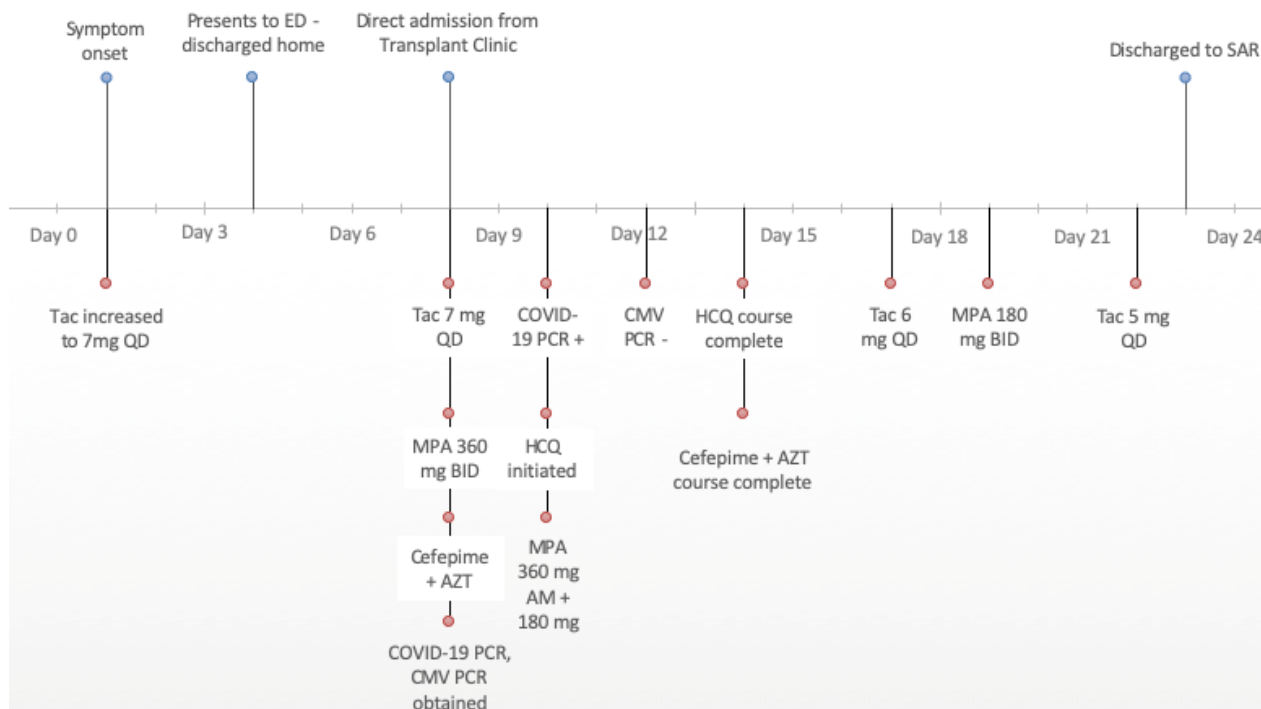 Symptom
onset
Presents to ED -
discharged home
Direct admission from
Transplant Clinic
Discharged to SAR
Day 0
Day 3
Day 6
Day 9
Day 12
Day 15
Day 18
Day 21
Day 24
Tac increased
to 7mg QD
Tac 7 mg
QD
MPA 360
mg BID
Cefepime
+ AZT
COVID-19 PCR,
CMV PCR
obtained
COVID-
19 PCR +
HCQ
initiated
MPA
360 mg
AM +
180 mg
CMV
PCR -
HCQ course
complete
Cefepime + AZT
course complete
Tac 6
mg QD
MPA 180
mg BID
Tac 5 mg
QD